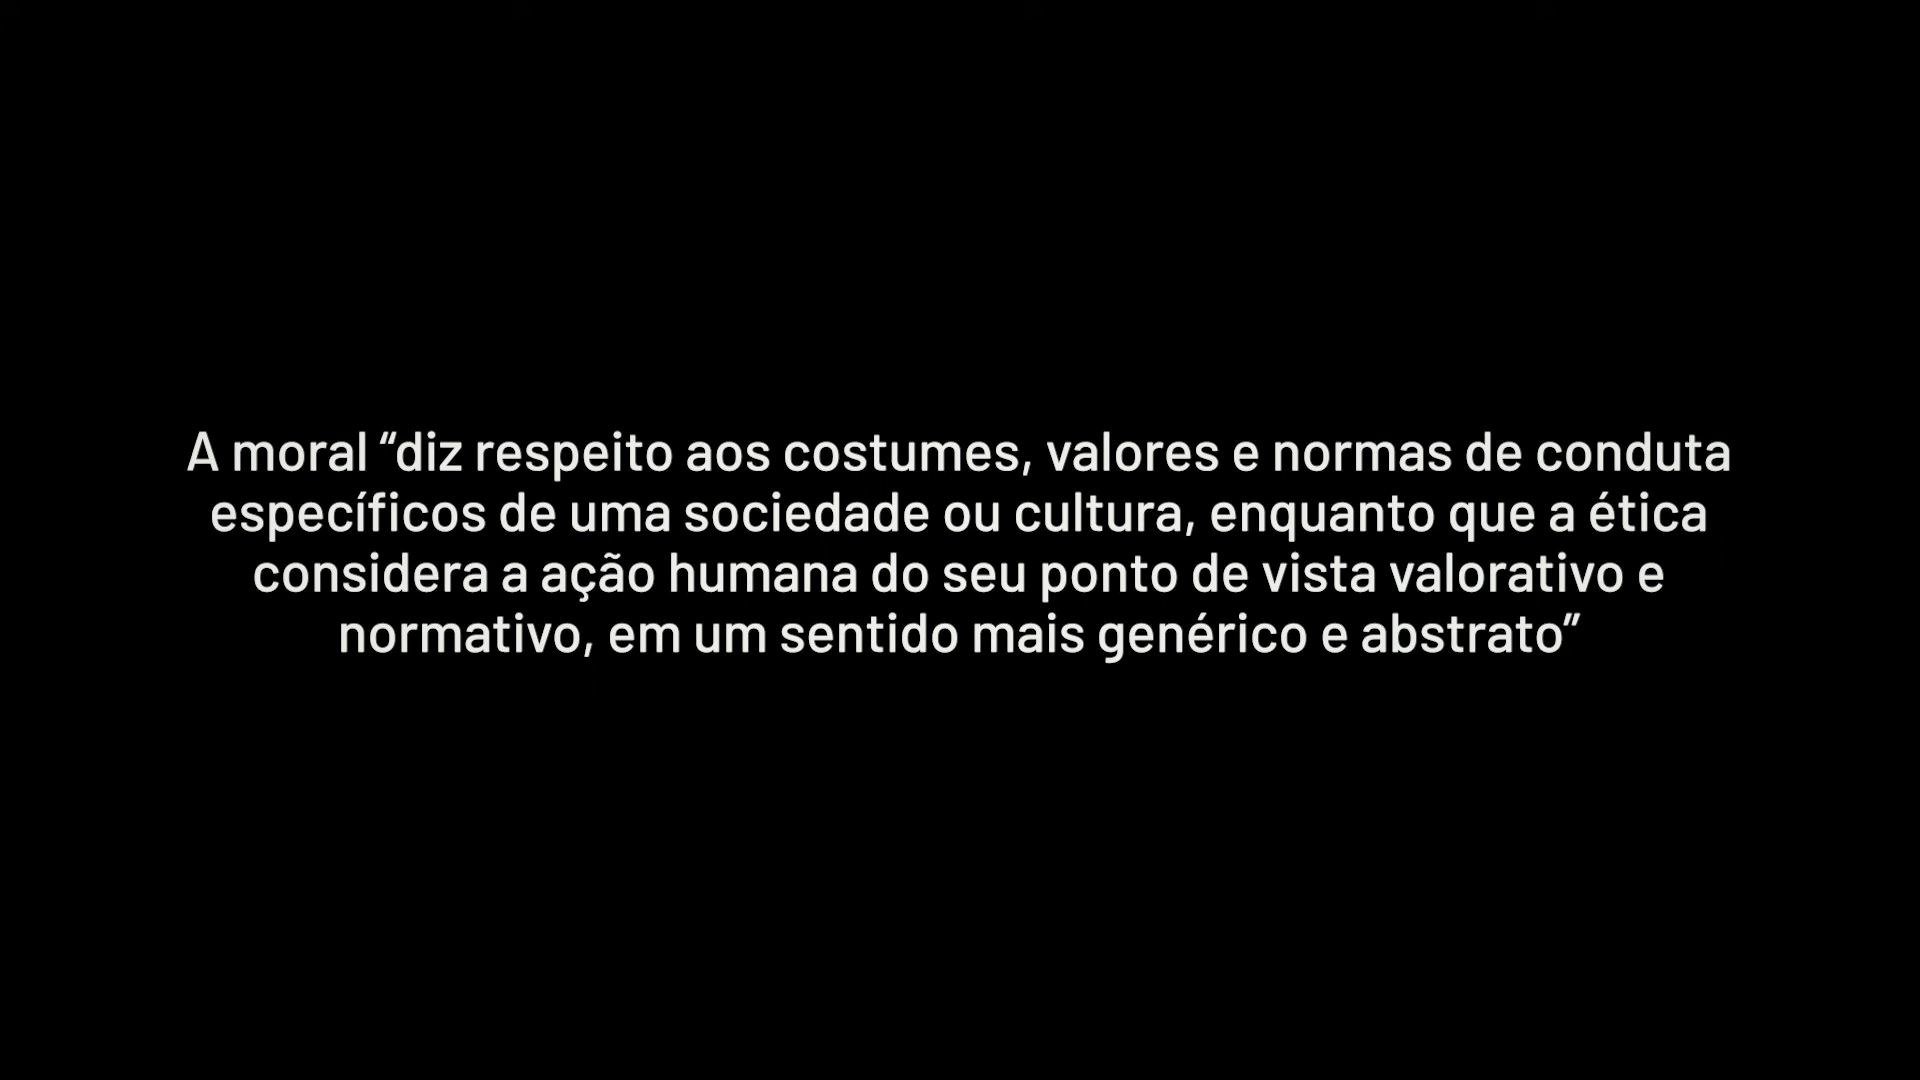 A moral “diz respeito aos costumes, valores e normas de conduta
específicos de uma sociedade ou cultura, enquanto que a ética
considera a ação humana do seu ponto de vista valorativo e
normativo, em um sentido mais genérico e abstrato”